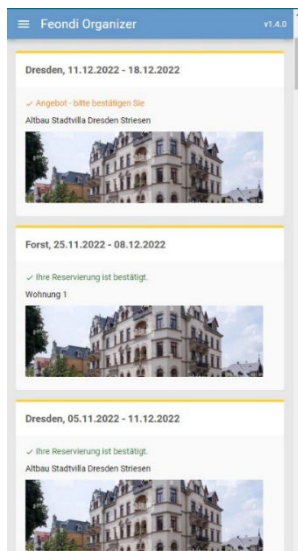 Feondi Organizer v1.4.0
Dresden, 11.12.2022 - 18.12.2022
Angebot - bitte bestätigen Sie
Altbau Stadtvilla Dresden Striesen
Forst, 25.11.2022 - 08.12.2022
Ihre Reservierung ist bestätigt.
Wohnung 1
Dresden, 05.11.2022 - 11.12.2022
Ihre Reservierung ist bestätigt.
Altbau Stadtvilla Dresden Striesen